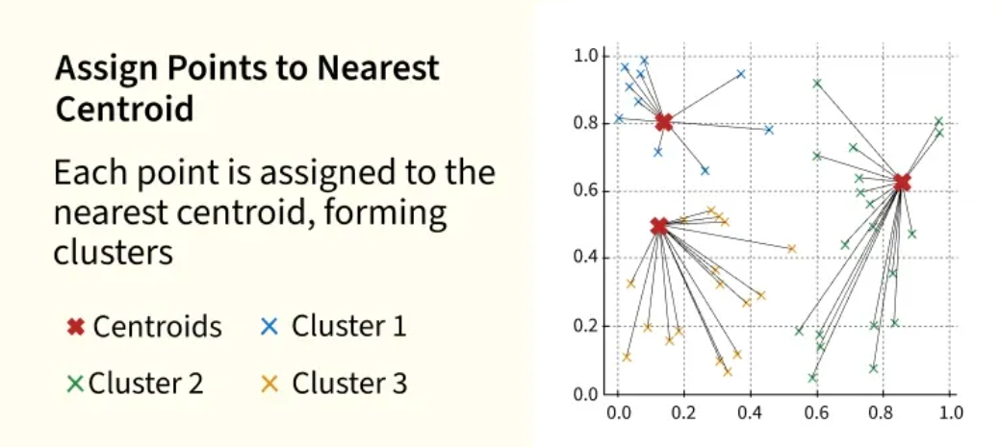 Assign Points to Nearest
Centroid
Each point is assigned to the
nearest centroid, forming
clusters
Centroids
Cluster 1
Cluster 2
Cluster 3
1.0
0.8
0.6
0.4
0.2
0.0
0.0 0.2 0.4 0.6 0.8 1.0